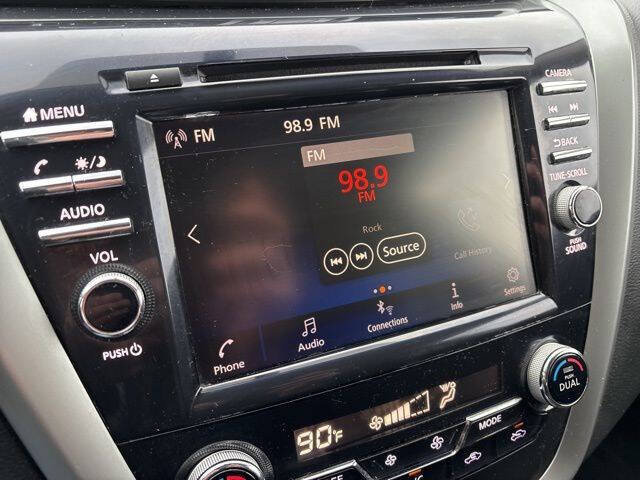 CAMERA
MENU
FM
98.9 FM
FM
98.9
FM
BACK
AUDIO
Rock
TUNE·SCROLL
Source
Call History
PUSH
SOUND
VOL
PUSH
Phone
Audio
Connections
Info
Settings
PUSH
DUAL
90°F
MODE